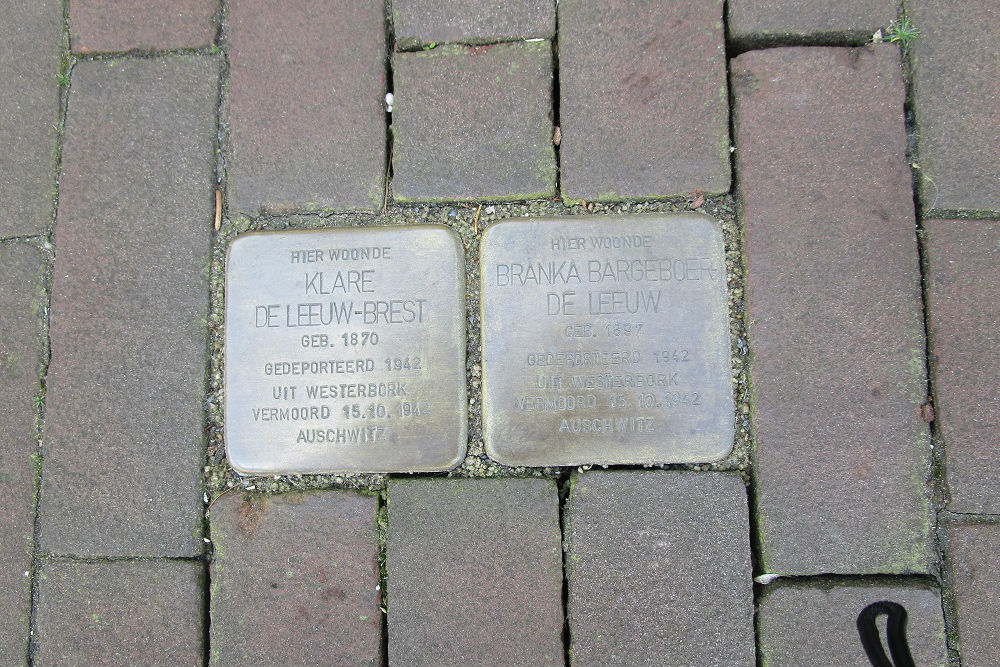 HIER WOONDE
KLARE
DE LEEUW-BREST
GEB. 1870
GEDEPORTEERD 1942
UIT WESTERBORK
VERMOORD 15.10.1942
AUSCHWITZ
HIER WOONDE
BRANKA BARGEBOER-
DE LEEUW
GEB. 1897
GEDEPORTEERD 1942
UIT WESTERBORK
VERMOORD 15.10.1942
AUSCHWITZ